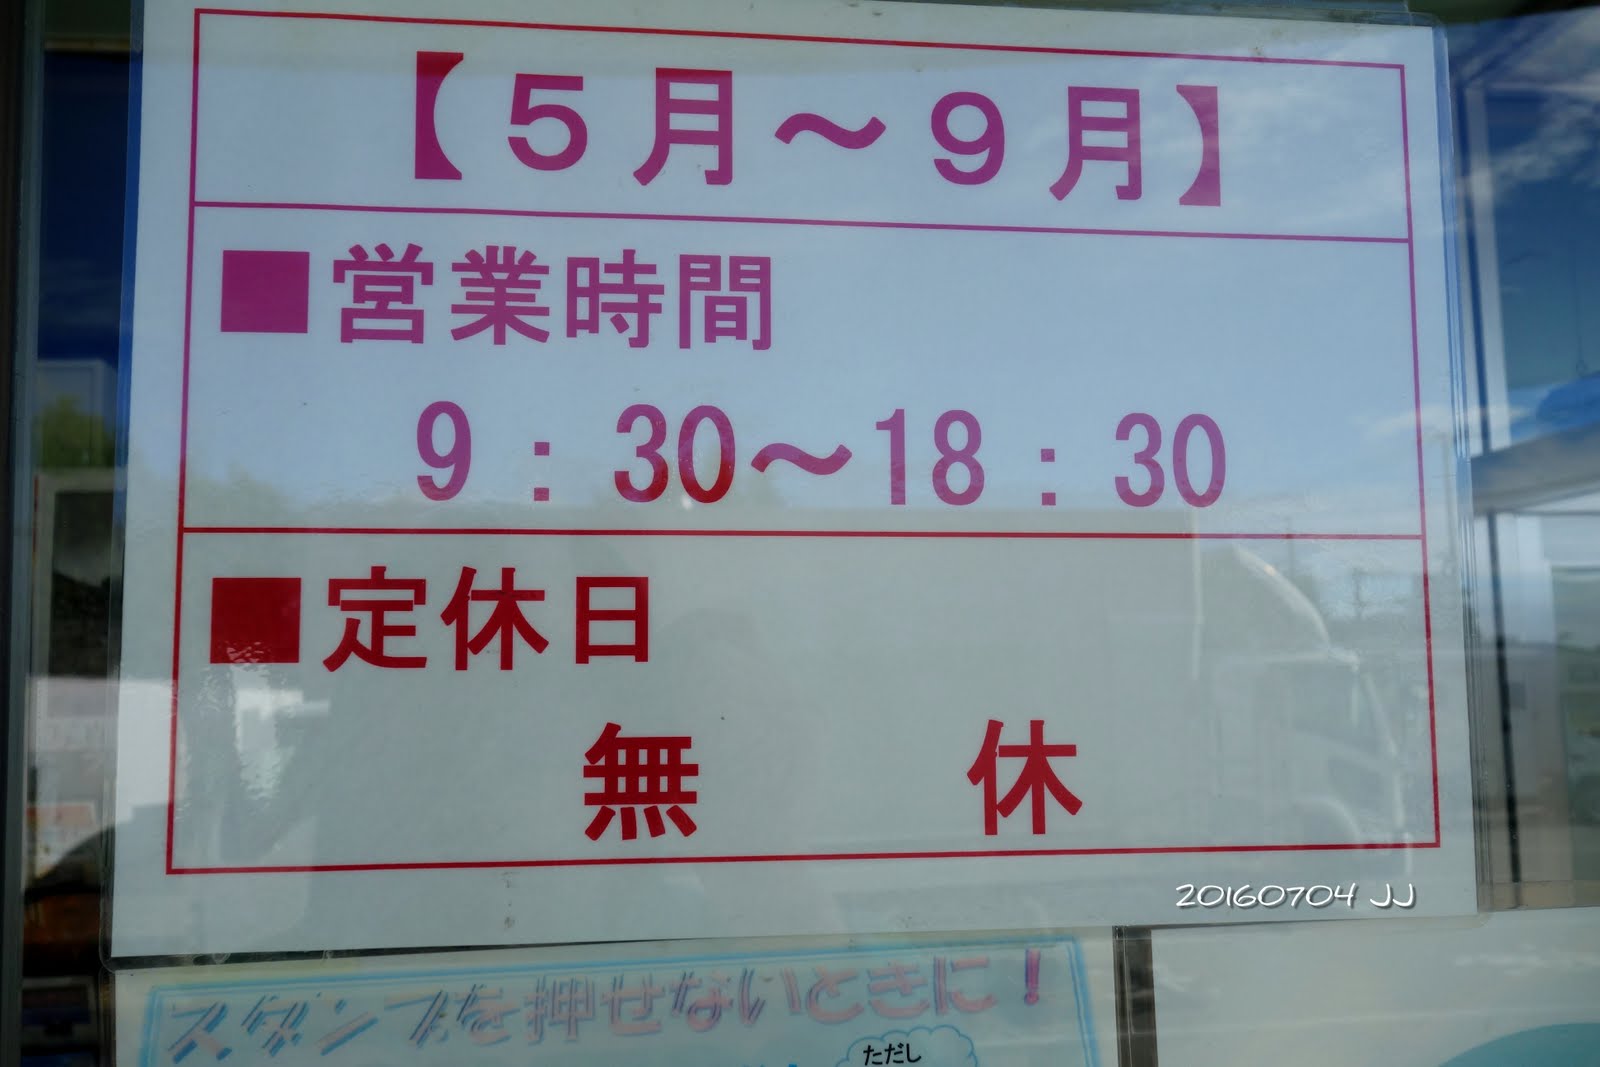 【５月～９月】
■営業時間
9：30～18：30
■定休日
無　休
20160704 JJ
スタンプを押せないときに！
ただし